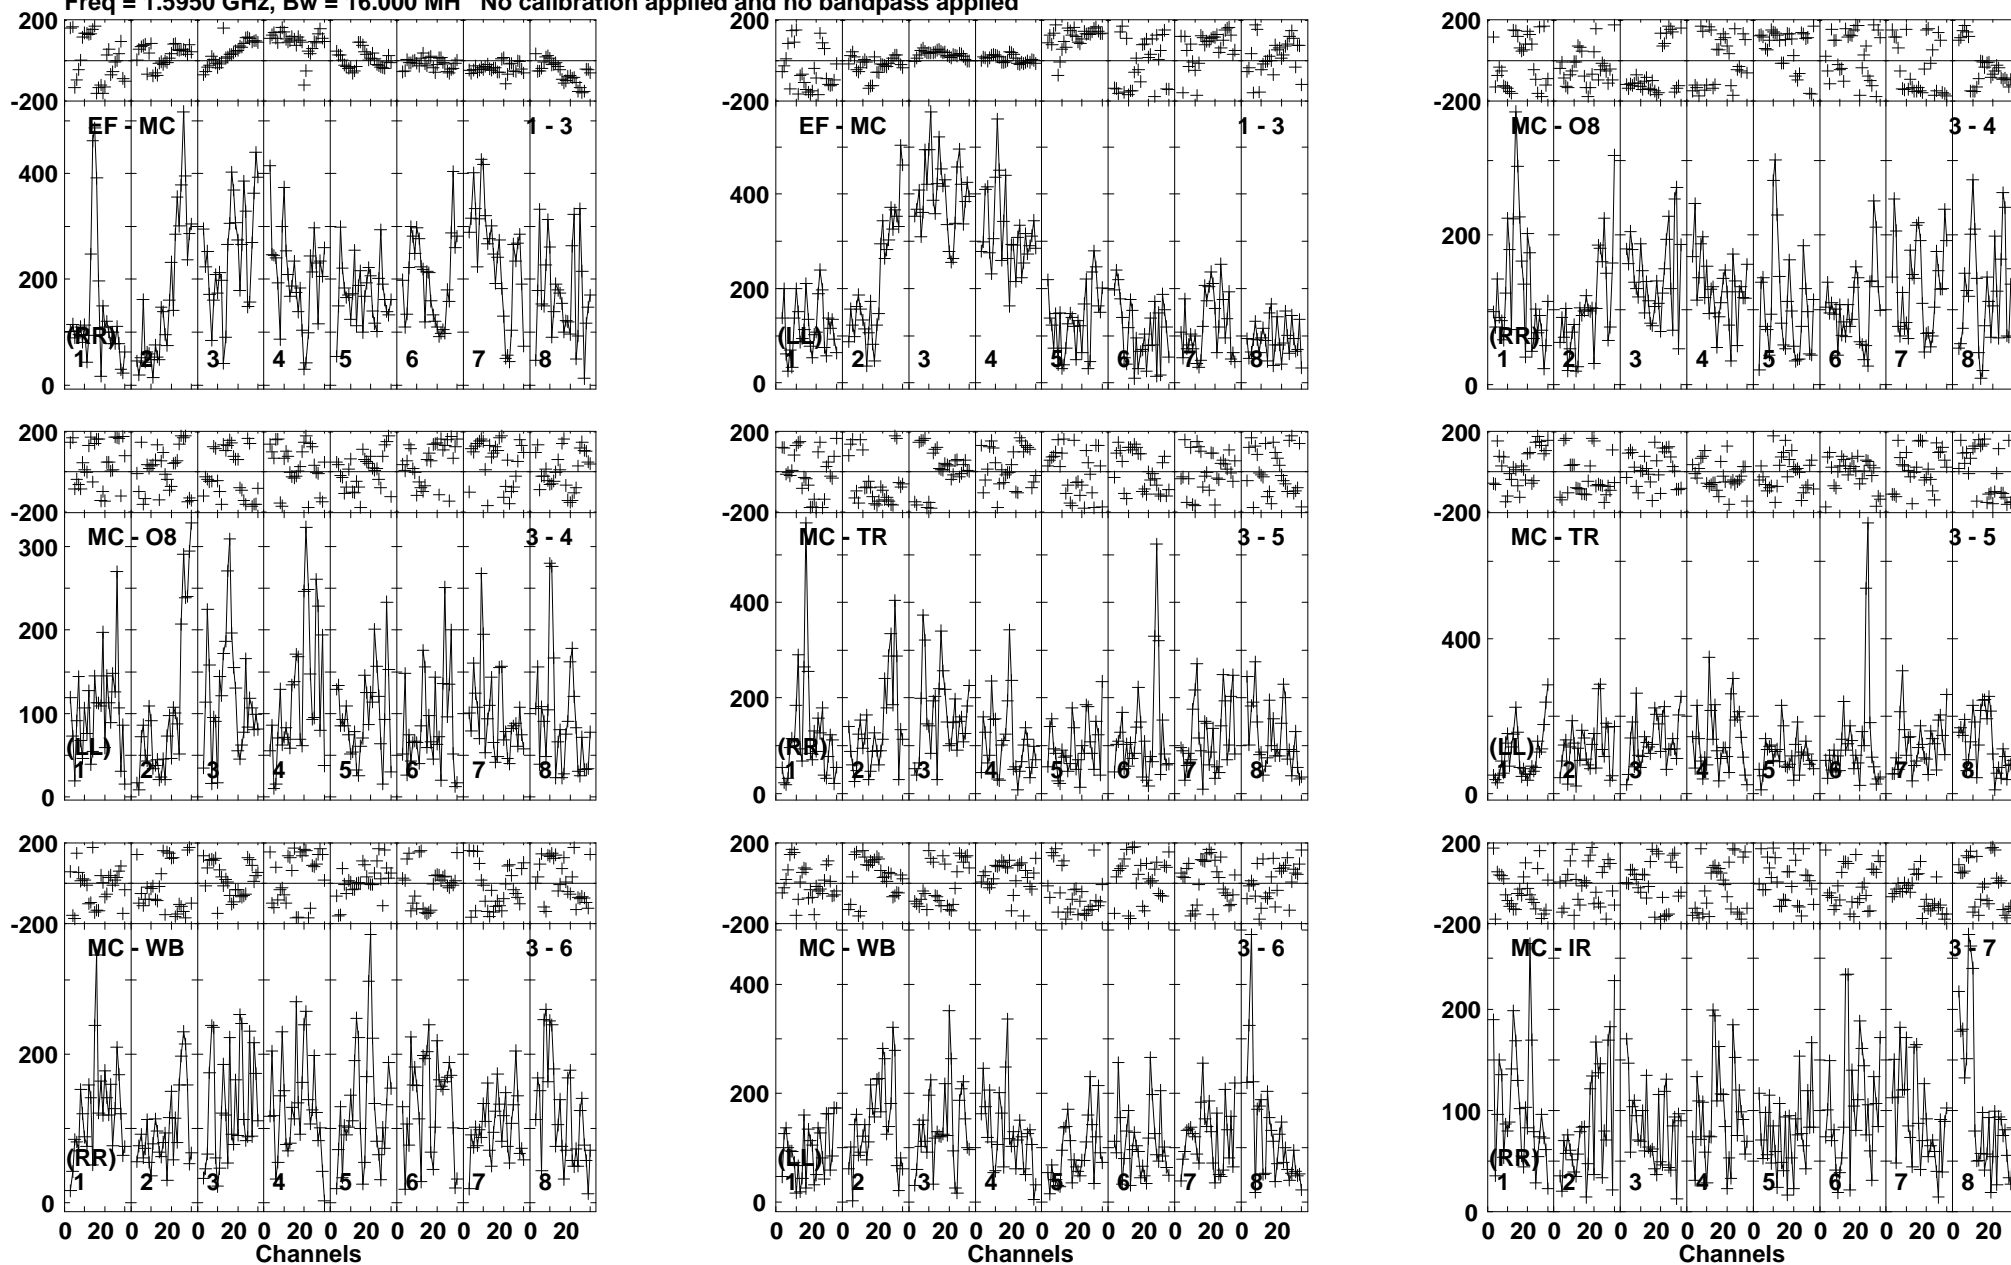 Freq = 1.5950 GHz, Bw = 16.000 MH No calibration applied and no bandpass applied
200 200 200
-200 -200 -200
EF - MC 1 - 3 EF - MC 1 - 3 MC - O8 3 - 4
400 400 200
200 200
(RR) (LL) (RR)
1 2 3 4 5 6 7 8 1 2 3 4 5 6 7 8 1 2 3 4 5 6 7 8
0 0 0
200 200 200
-200 -200 -200
MC - O8 3 - 4 MC - TR 3 - 5 MC - TR 3 - 5
300 400 400
200 200
100
(LL) (RR) (LL)
1 2 3 4 5 6 7 8 1 2 3 4 5 6 7 8 1 2 3 4 5 6 7 8
0 0 0
200 200 200
-200 -200 -200
MC - WB 3 - 6 MC - WB 3 - 6 MC - IR 3 - 7
200 400 200
200 100
(RR) (LL) (RR)
1 2 3 4 5 6 7 8 1 2 3 4 5 6 7 8 1 2 3 4 5 6 7 8
0 0 0
0 20 0 20 0 20 0 20 0 20 0 20 0 20 0 20 0 20 0 20 0 20 0 20 0 20 0 20 0 20 0 20 0 20 0 20 0 20 0 20 0 20 0 20 0 20 0 20
Channels Channels Channels